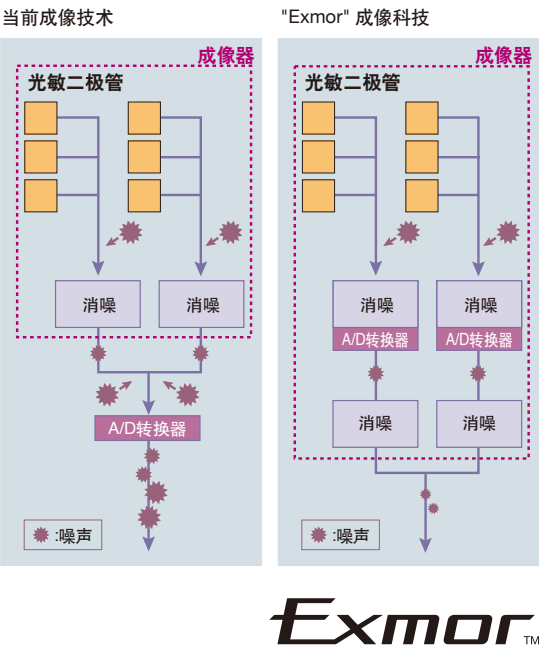 当前成像技术
"Exmor" 成像科技
成像器
光敏二极管
消噪
消噪
A/D转换器
:噪声
成像器
光敏二极管
消噪
消噪
A/D转换器
A/D转换器
消噪
消噪
:噪声
Exmor TM